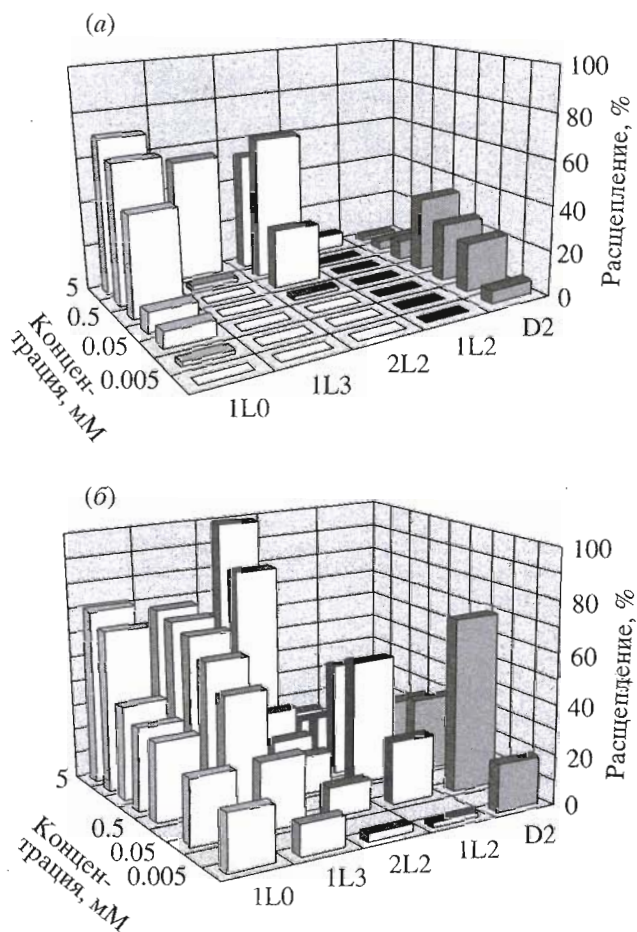 (а)
100
80
60
40
20
0
Расщепление, %
5
0.5
0.05
0.005
Концен-
трация, мМ
1L0
1L3
2L2
1L2
D2
(б)
100
80
60
40
20
0
Расщепление, %
5
0.5
0.05
0.005
Концен-
трация, мМ
1L0
1L3
2L2
1L2
D2